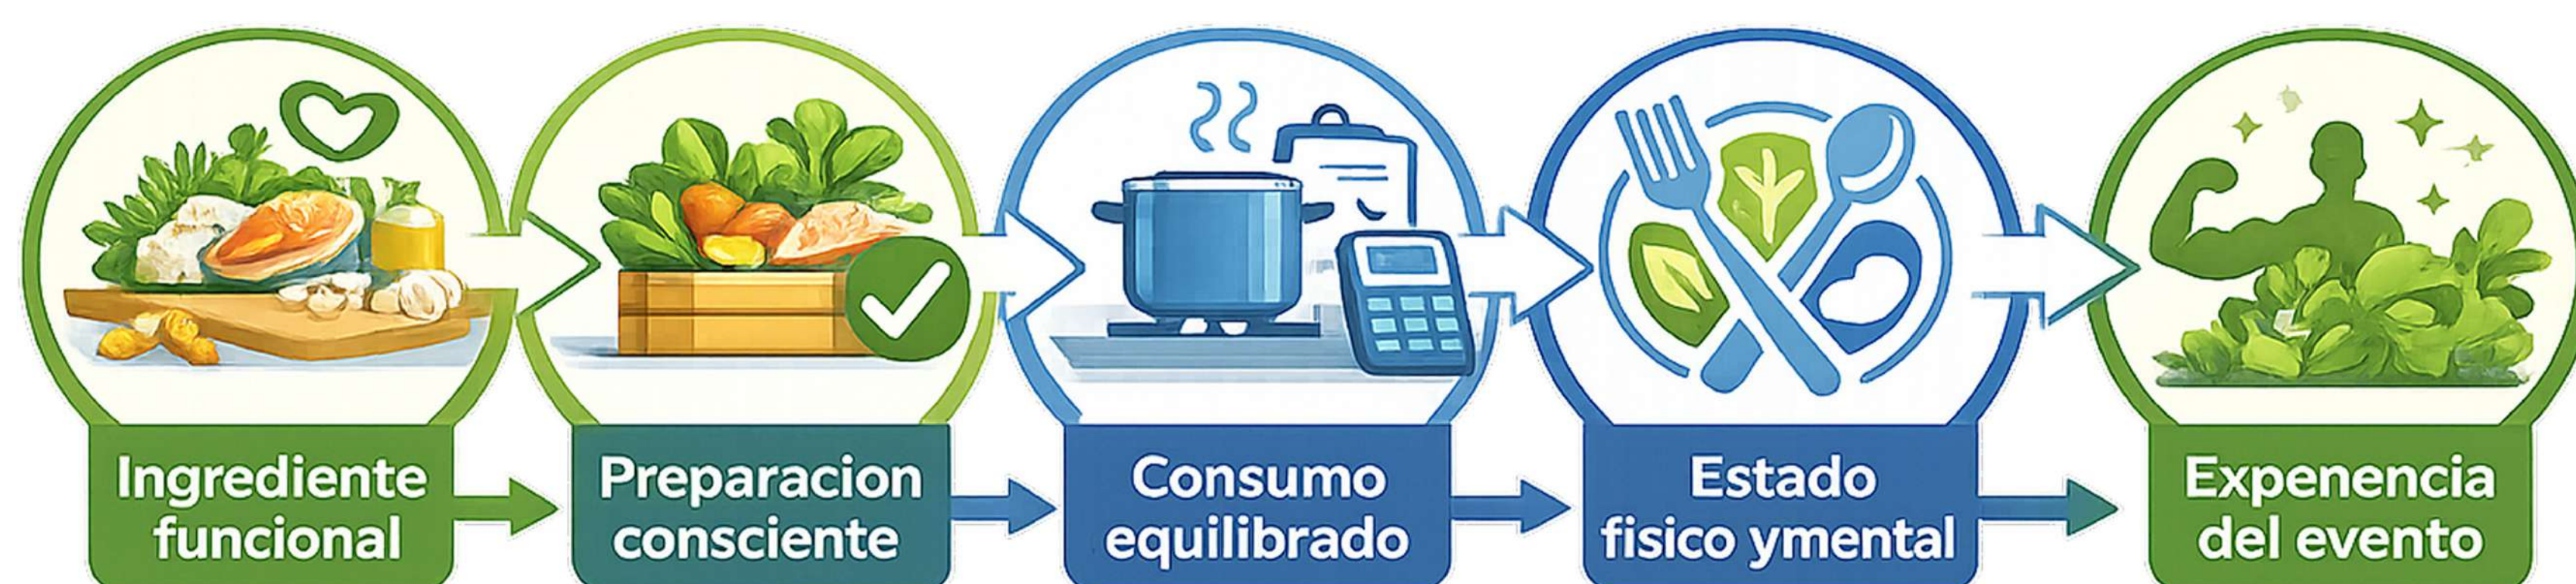 Ingrediente
funcional
Preparacion
consciente
Consumo
equilibrado
Estado
fisico ymental
Expenencia
del evento